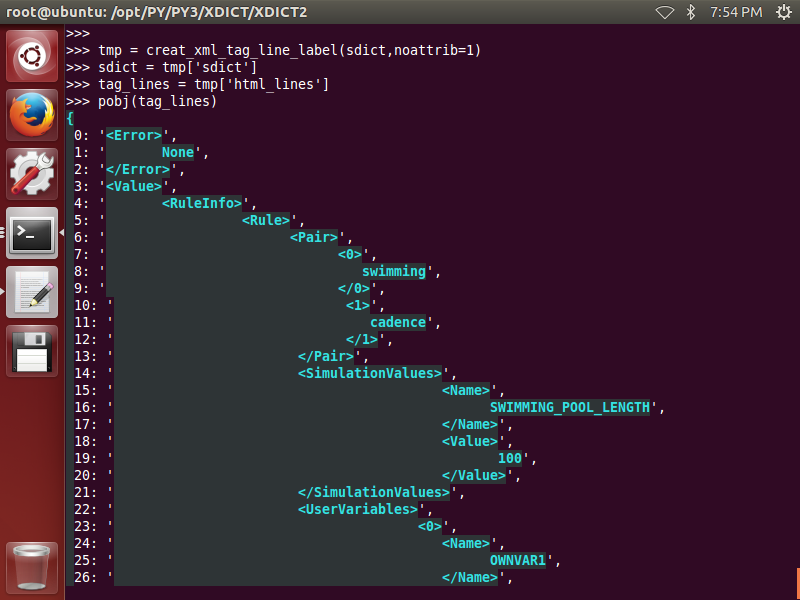 root@ubuntu: /opt/PY/PY3/XDICT/XDICT2 7:54 PM
>>>
>>> tmp = creat_xml_tag_line_label(sdict,noattrib=1)
>>> sdict = tmp['sdict']
>>> tag_lines = tmp['html_lines']
>>> pobj(tag_lines)
{
0: '<Error>',
1: '       None',
2: '</Error>',
3: '<Value>',
4: '       <RuleInfo>',
5: '                 <Rule>',
6: '                       <Pair>',
7: '                             <0>',
8: '                                swimming',
9: '                             </0>',
10: '                             <1>',
11: '                                cadence',
12: '                             </1>',
13: '                       </Pair>',
14: '                       <SimulationValues>',
15: '                                         <Name>',
16: '                                               SWIMMING_POOL_LENGTH',
17: '                                         </Name>',
18: '                                         <Value>',
19: '                                                100',
20: '                                         </Value>',
21: '                       </SimulationValues>',
22: '                       <UserVariables>',
23: '                                      <0>',
24: '                                         <Name>',
25: '                                               OWNVAR1',
26: '                                         </Name>',